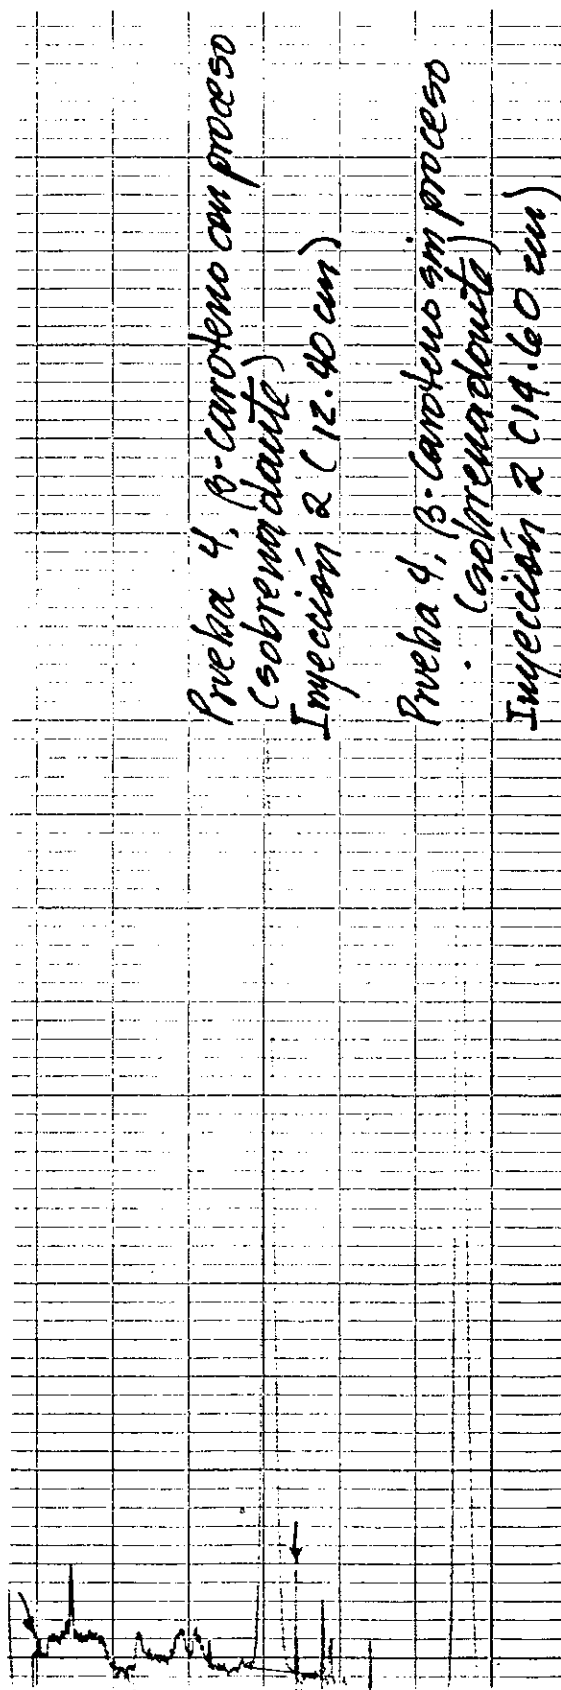 Prueba 4, β-caroteno con proceso
(sobrenadante)
Inyección 2 (12.40 cm)
Prueba 4, β-caroteno sin proceso
(sobrenadante)
Inyección 2 (14.60 cm)